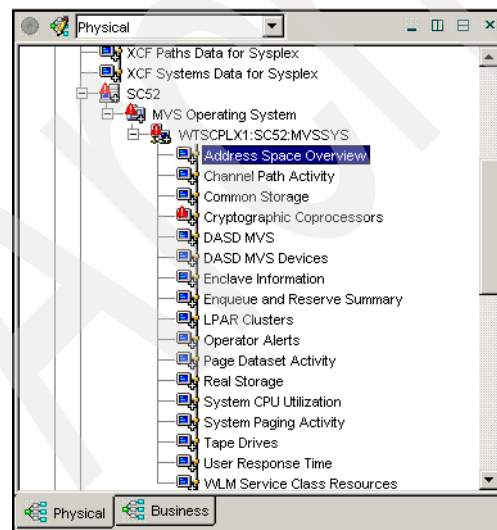 Physical
XCF Paths Data for Sysplex
XCF Systems Data for Sysplex
SC52
MVS Operating System
WTSCPLX1:SC52:MVSSYS
Address Space Overview
Channel Path Activity
Common Storage
Cryptographic Coprocessors
DASD MVS
DASD MVS Devices
Enclave Information
Enqueue and Reserve Summary
LPAR Clusters
Operator Alerts
Page Dataset Activity
Real Storage
System CPU Utilization
System Paging Activity
Tape Drives
User Response Time
WLM Service Class Resources
Physical Business